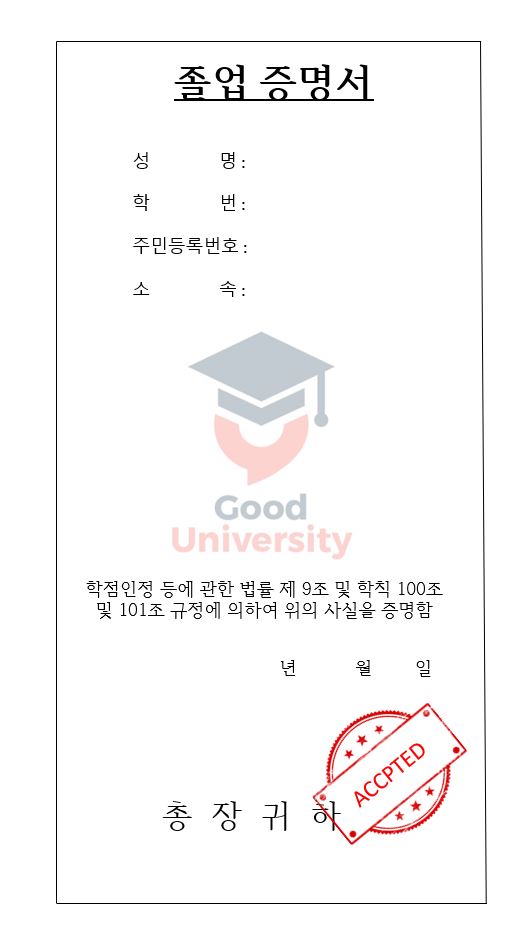 졸업 증명서
성 명 :
학 번 :
주민등록번호 :
소 속 :
Good
University
학점인정 등에 관한 법률 제 9조 및 학칙 100조
및 101조 규정에 의하여 위의 사실을 증명함
년 월 일
ACCPTED
총 장 귀 하